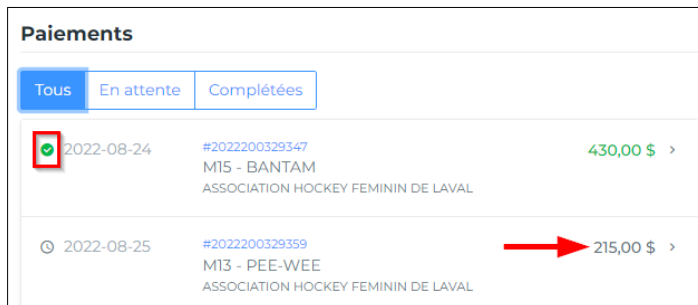 Paiements
Tous En attente Complétées
2022-08-24 #2022200329347 430,00 $
M15 - BANTAM
ASSOCIATION HOCKEY FEMININ DE LAVAL
2022-08-25 #2022200329359 215,00 $
M13 - PEE-WEE
ASSOCIATION HOCKEY FEMININ DE LAVAL